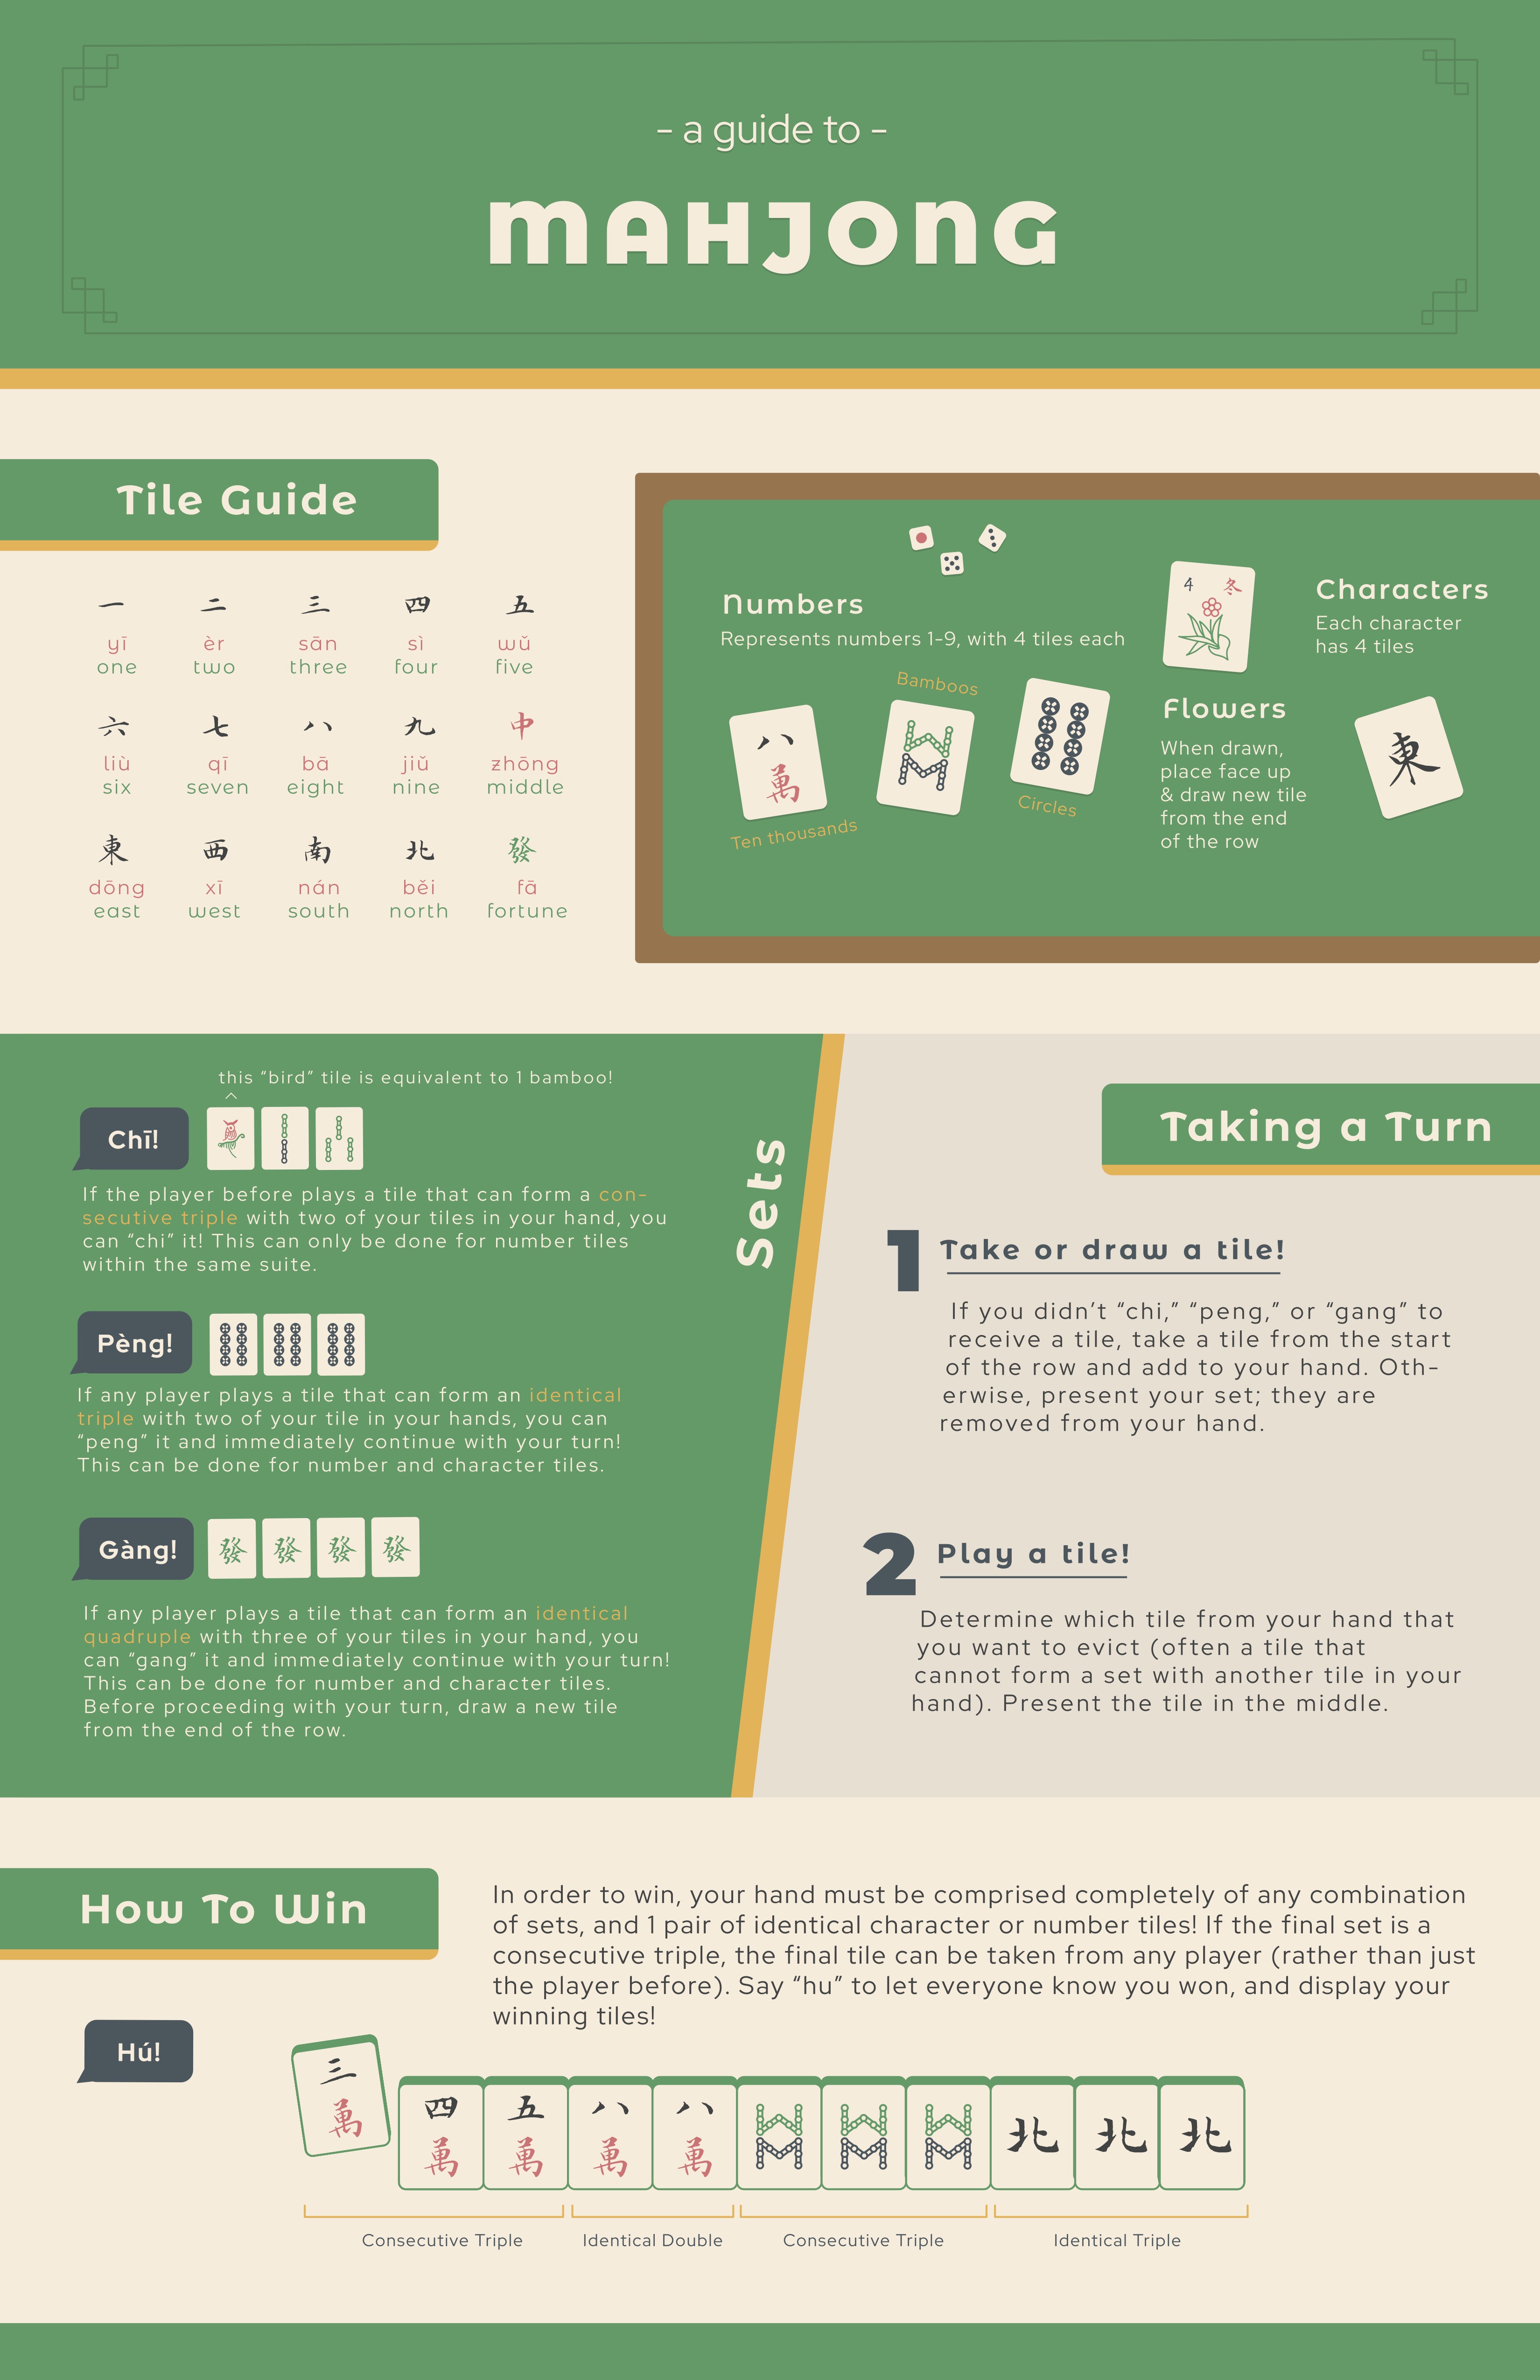 - a guide to -
MAHJONG
Tile Guide
一 二 三 四 五
yī èr sān sì wǔ
one two three four five
六 七 八 九 中
liù qī bā jiǔ zhōng
six seven eight nine middle
東 西 南 北 發
dōng xī nán běi fā
east west south north fortune
Numbers
Represents numbers 1-9, with 4 tiles each
八
萬
Ten thousands
Bamboos
Circles
4 冬
Flowers
When drawn,
place face up
& draw new tile
from the end
of the row
Characters
Each character
has 4 tiles
東
Sets
this “bird” tile is equivalent to 1 bamboo!
^
Chī!
If the player before plays a tile that can form a con-
secutive triple with two of your tiles in your hand, you
can “chi” it! This can only be done for number tiles
within the same suite.
Pèng!
If any player plays a tile that can form an identical
triple with two of your tile in your hands, you can
“peng” it and immediately continue with your turn!
This can be done for number and character tiles.
Gàng!
發 發 發 發
If any player plays a tile that can form an identical
quadruple with three of your tiles in your hand, you
can “gang” it and immediately continue with your turn!
This can be done for number and character tiles.
Before proceeding with your turn, draw a new tile
from the end of the row.
Taking a Turn
1 Take or draw a tile!
If you didn’t “chi,” “peng,” or “gang” to
receive a tile, take a tile from the start
of the row and add to your hand. Oth-
erwise, present your set; they are
removed from your hand.
2 Play a tile!
Determine which tile from your hand that
you want to evict (often a tile that
cannot form a set with another tile in your
hand). Present the tile in the middle.
How To Win
In order to win, your hand must be comprised completely of any combination
of sets, and 1 pair of identical character or number tiles! If the final set is a
consecutive triple, the final tile can be taken from any player (rather than just
the player before). Say “hu” to let everyone know you won, and display your
winning tiles!
Hú!
三 四 五 八 八 北 北 北
萬 萬 萬 萬 萬
Consecutive Triple Identical Double Consecutive Triple Identical Triple